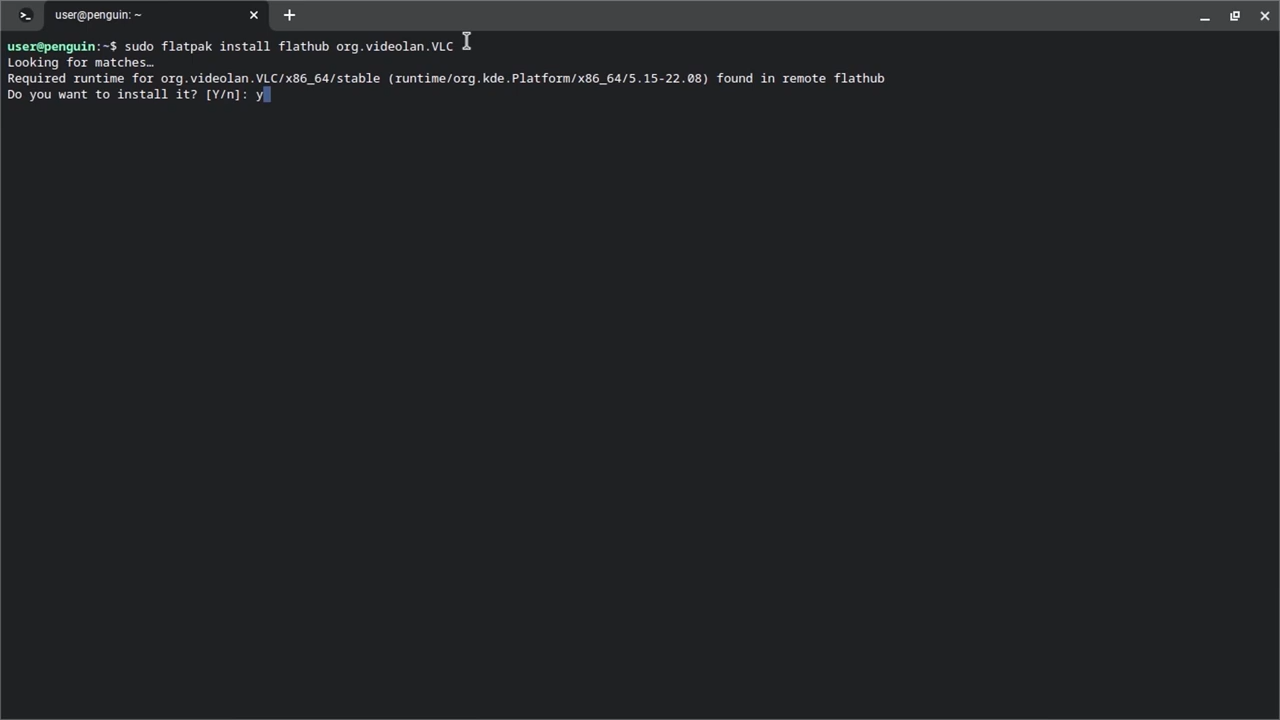 user@penguin: ~
user@penguin:~$ sudo flatpak install flathub org.videolan.VLC
Looking for matches…
Required runtime for org.videolan.VLC/x86_64/stable (runtime/org.kde.Platform/x86_64/5.15-22.08) found in remote flathub
Do you want to install it? [Y/n]: y